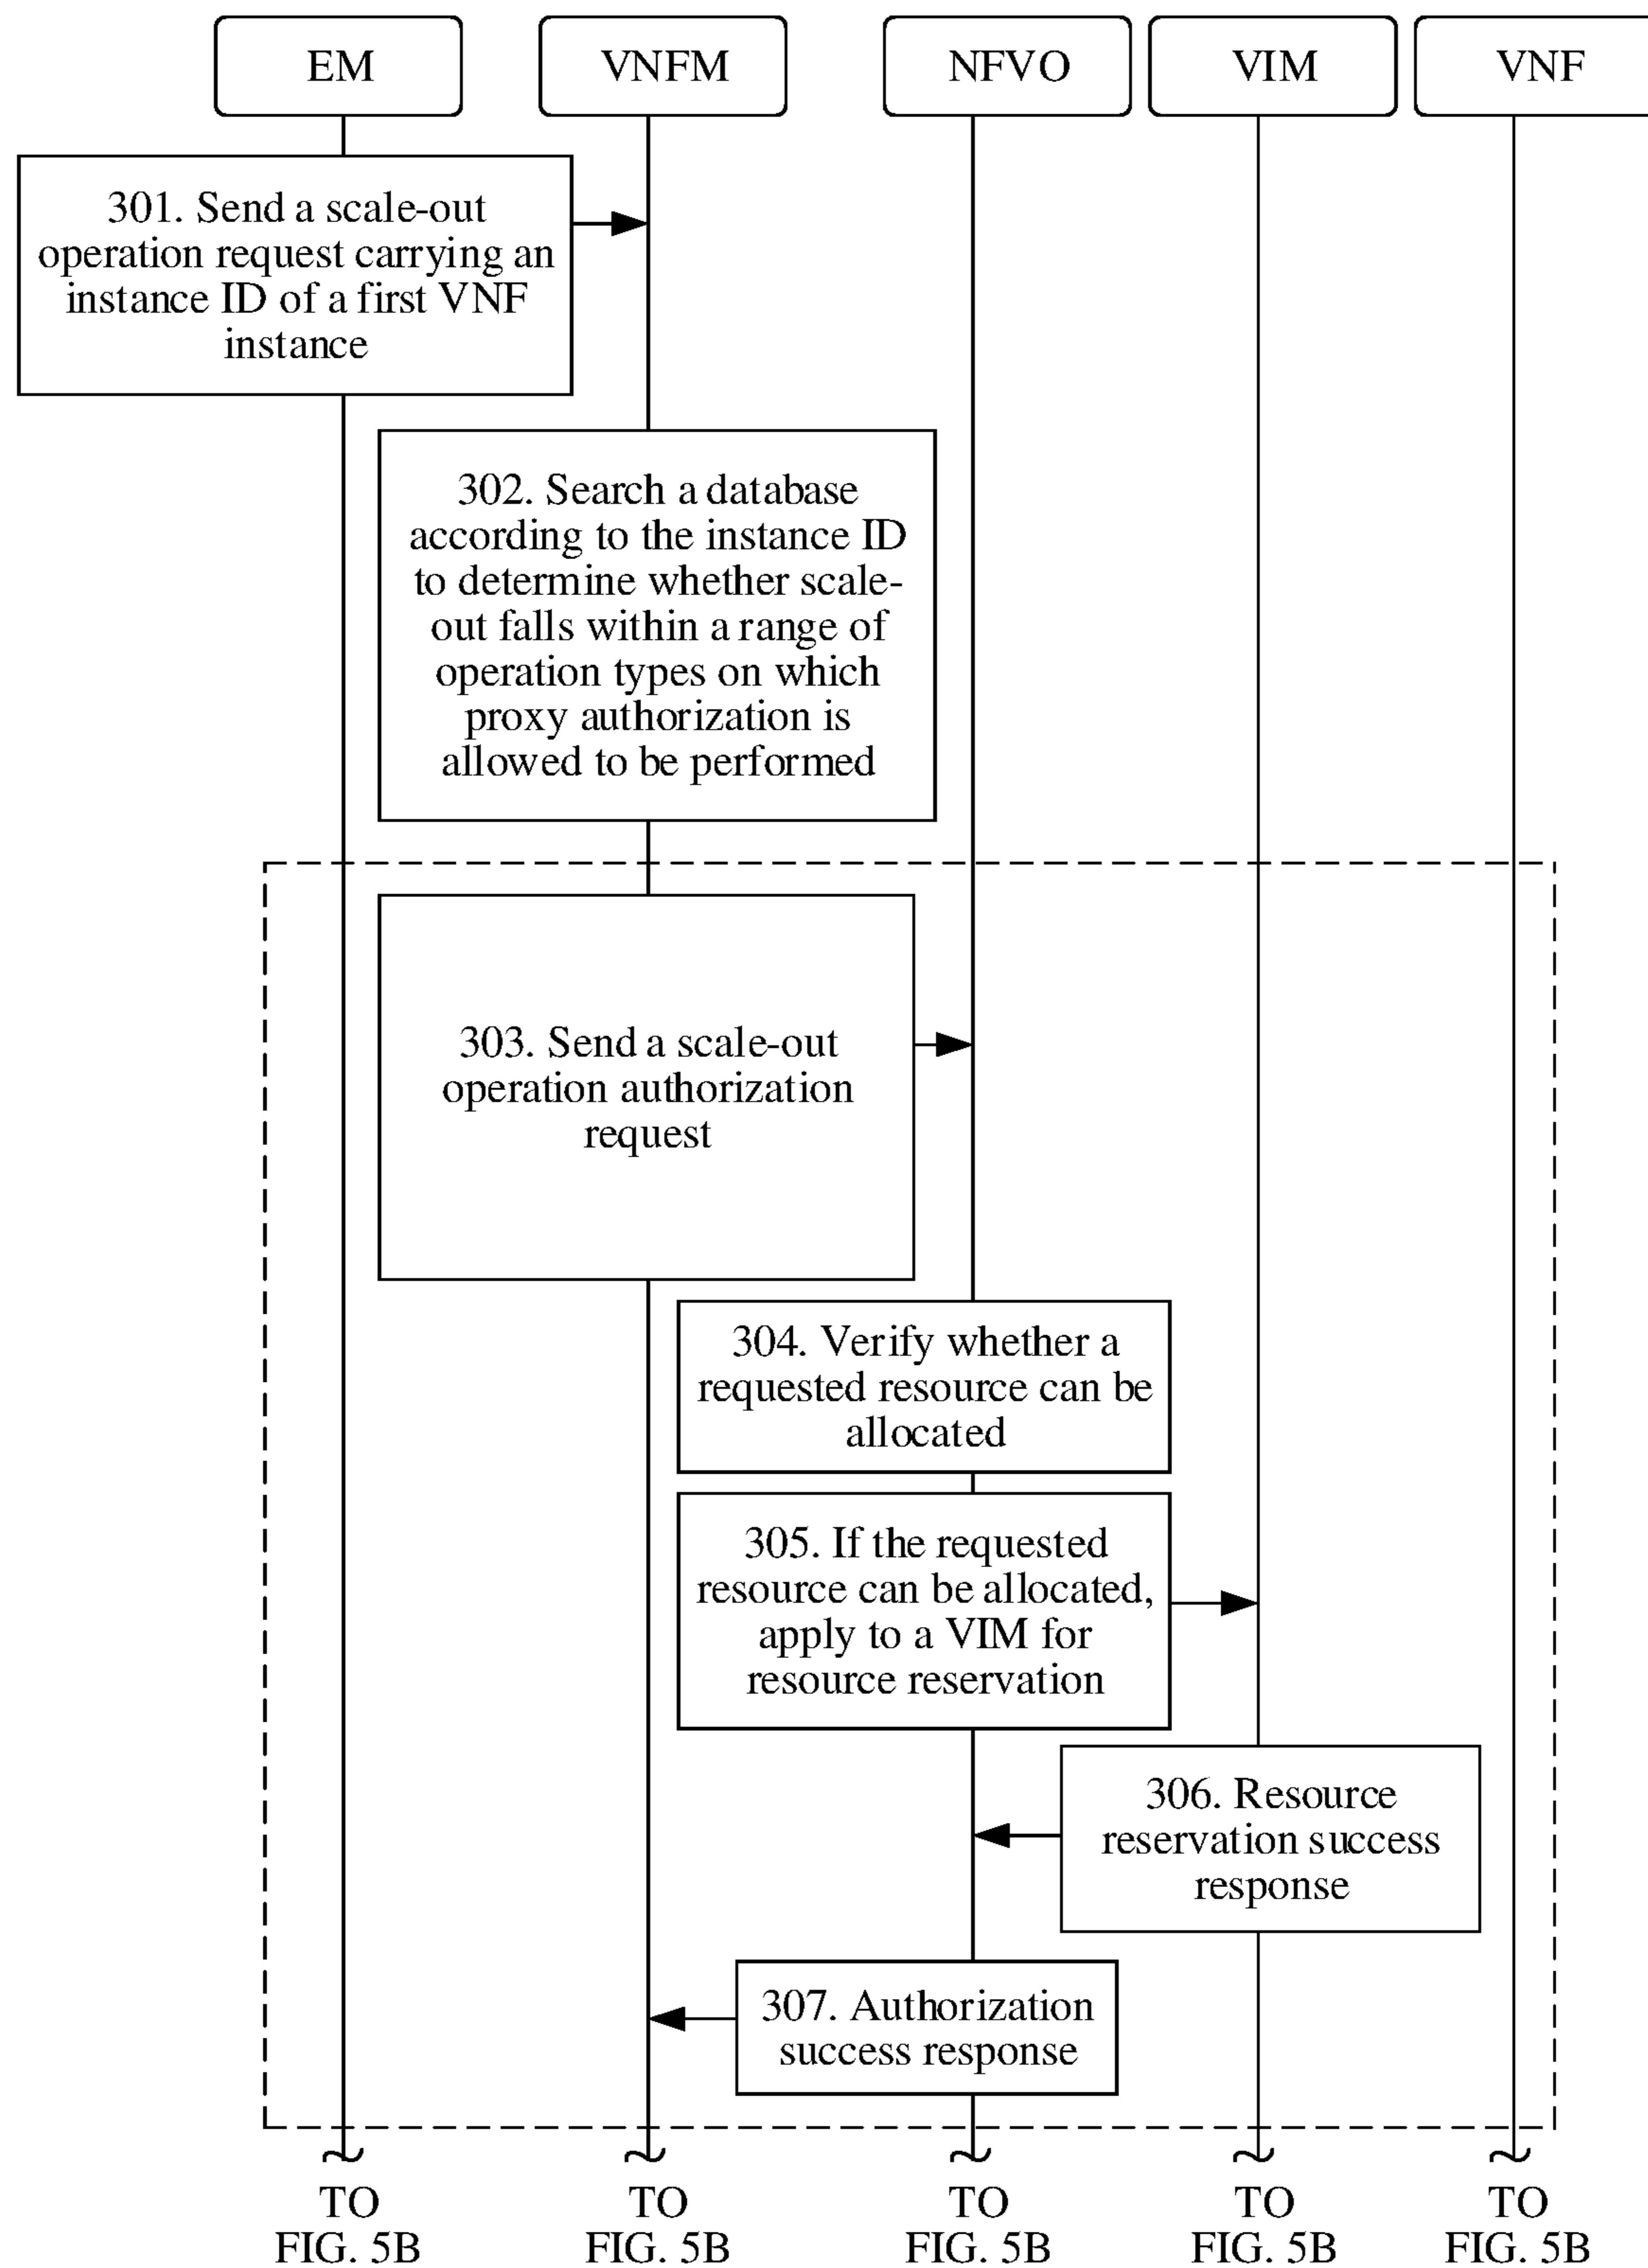 EM
VNFM
NFVO
VIM
VNF
301. Send a scale-out
operation request carrying an
instance ID of a first VNF
instance
302. Search a database
according to the instance ID
to determine whether scale-
out falls within a range of
operation types on which
proxy authorization is
allowed to be performed
303. Send a scale-out
operation authorization
request
304. Verify whether a
requested resource can be
allocated
305. If the requested
resource can be allocated,
apply to a VIM for
resource reservation
306. Resource
reservation success
response
307. Authorization
success response
TO
FIG. 5B
TO
FIG. 5B
TO
FIG. 5B
TO
FIG. 5B
TO
FIG. 5B